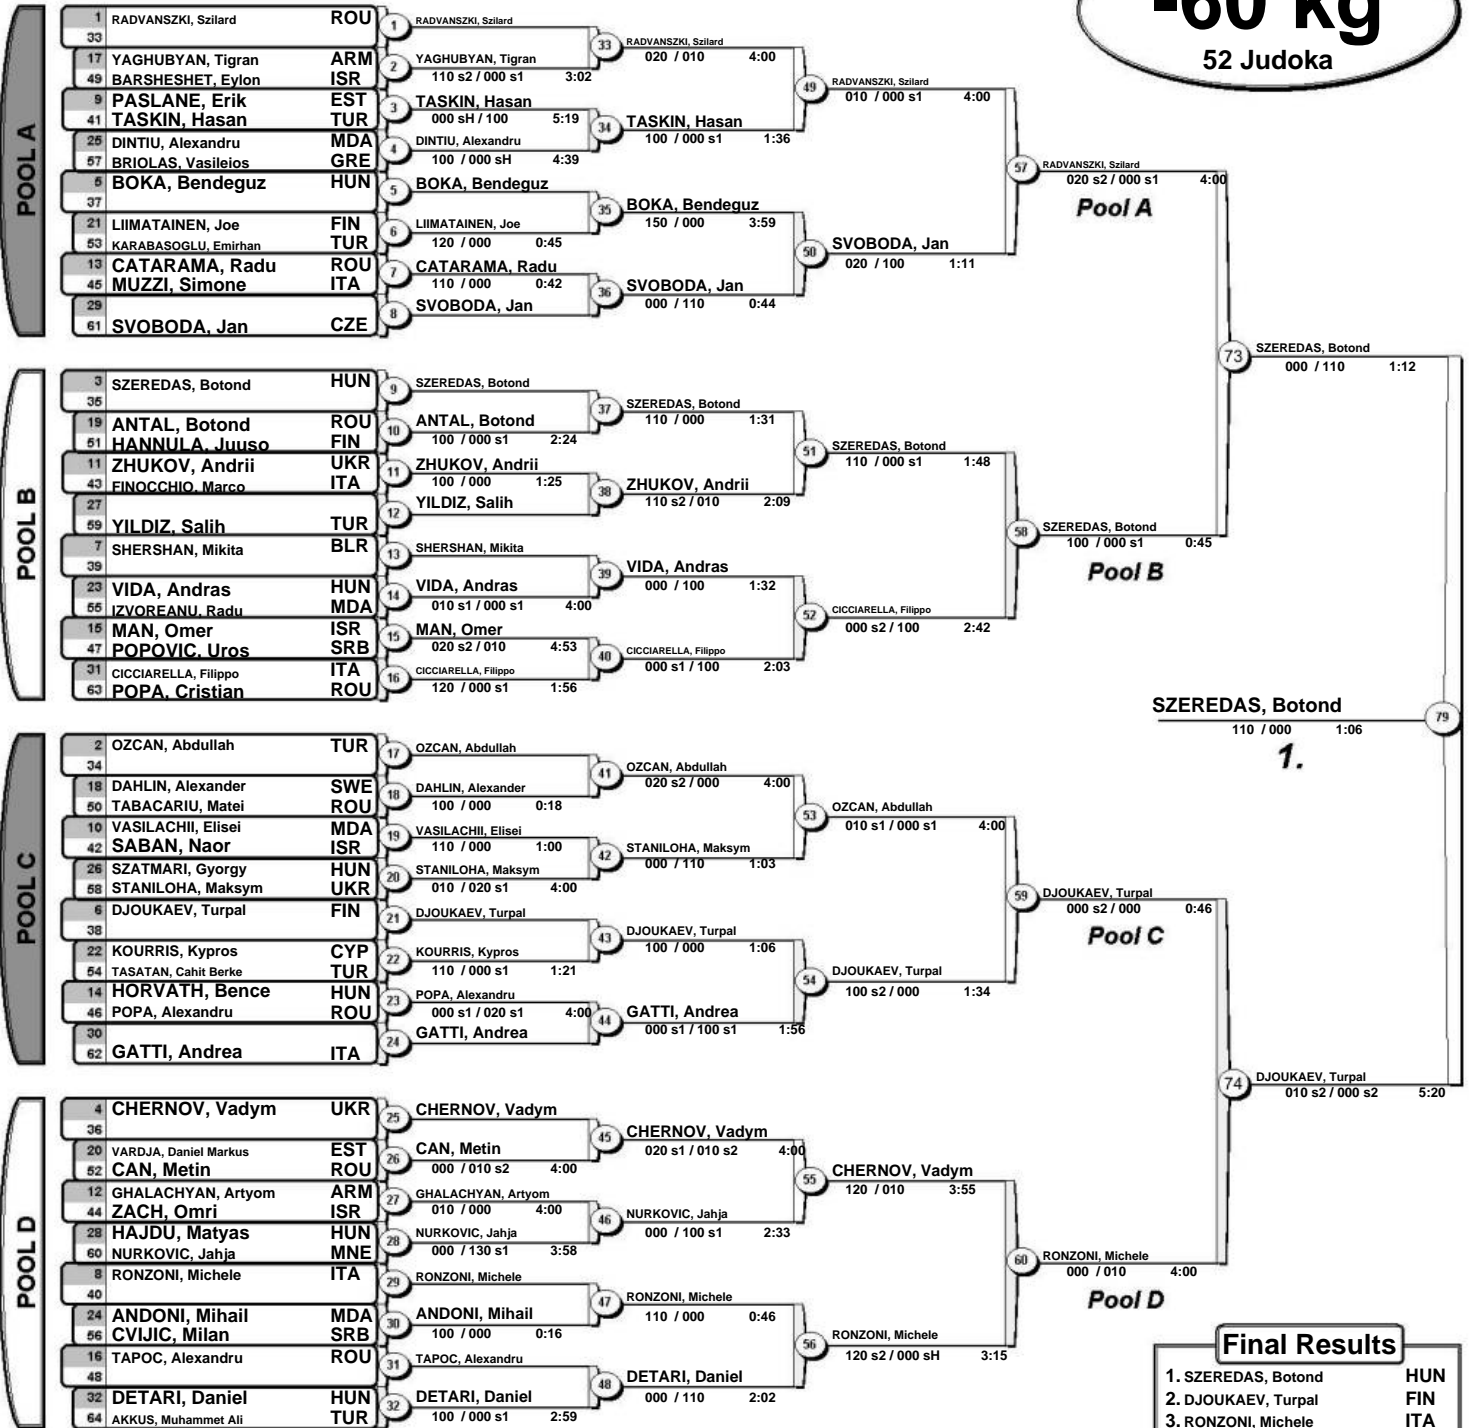 -60 kg
52 Judoka
POOL A
1 RADVANSZKI, Szilard ROU
33
17 YAGHUBYAN, Tigran ARM
49 BARSHESHET, Eylon ISR
9 PASLANE, Erik EST
41 TASKIN, Hasan TUR
25 DINTIU, Alexandru MDA
57 BRIOLAS, Vasileios GRE
5 BOKA, Bendeguz HUN
37
21 LIIMATAINEN, Joe FIN
53 KARABASOGLU, Emirhan TUR
13 CATARAMA, Radu ROU
45 MUZZI, Simone ITA
29
61 SVOBODA, Jan CZE
1 RADVANSZKI, Szilard
2 YAGHUBYAN, Tigran
110 s2 / 000 s1 3:02
3 TASKIN, Hasan
000 sH / 100 5:19
4 DINTIU, Alexandru
100 / 000 sH 4:39
5 BOKA, Bendeguz
6 LIIMATAINEN, Joe
120 / 000 0:45
7 CATARAMA, Radu
110 / 000 0:42
8 SVOBODA, Jan
33 RADVANSZKI, Szilard
020 / 010 4:00
34 TASKIN, Hasan
100 / 000 s1 1:36
35 BOKA, Bendeguz
150 / 000 3:59
36 SVOBODA, Jan
000 / 110 0:44
49 RADVANSZKI, Szilard
010 / 000 s1 4:00
50 SVOBODA, Jan
020 / 100 1:11
57 RADVANSZKI, Szilard
020 s2 / 000 s1 4:00
Pool A
POOL B
3 SZEREDAS, Botond HUN
35
19 ANTAL, Botond ROU
51 HANNULA, Juuso FIN
11 ZHUKOV, Andrii UKR
43 FINOCCHIO, Marco ITA
27
59 YILDIZ, Salih TUR
7 SHERSHAN, Mikita BLR
39
23 VIDA, Andras HUN
55 IZVOREANU, Radu MDA
15 MAN, Omer ISR
47 POPOVIC, Uros SRB
31 CICCIARELLA, Filippo ITA
63 POPA, Cristian ROU
9 SZEREDAS, Botond
10 ANTAL, Botond
100 / 000 s1 2:24
11 ZHUKOV, Andrii
100 / 000 1:25
12 YILDIZ, Salih
13 SHERSHAN, Mikita
14 VIDA, Andras
010 s1 / 000 s1 4:00
15 MAN, Omer
020 s2 / 010 4:53
16 CICCIARELLA, Filippo
120 / 000 s1 1:56
37 SZEREDAS, Botond
110 / 000 1:31
38 ZHUKOV, Andrii
110 s2 / 010 2:09
39 VIDA, Andras
000 / 100 1:32
40 CICCIARELLA, Filippo
000 s1 / 100 2:03
51 SZEREDAS, Botond
110 / 000 s1 1:48
52 CICCIARELLA, Filippo
000 s2 / 100 2:42
58 SZEREDAS, Botond
100 / 000 s1 0:45
Pool B
73 SZEREDAS, Botond
000 / 110 1:12
SZEREDAS, Botond 79
110 / 000 1:06
1.
POOL C
2 OZCAN, Abdullah TUR
34
18 DAHLIN, Alexander SWE
50 TABACARIU, Matei ROU
10 VASILACHII, Elisei MDA
42 SABAN, Naor ISR
26 SZATMARI, Gyorgy HUN
58 STANILOHA, Maksym UKR
6 DJOUKAEV, Turpal FIN
38
22 KOURRIS, Kypros CYP
54 TASATAN, Cahit Berke TUR
14 HORVATH, Bence HUN
46 POPA, Alexandru ROU
30
62 GATTI, Andrea ITA
17 OZCAN, Abdullah
18 DAHLIN, Alexander
100 / 000 0:18
19 VASILACHII, Elisei
110 / 000 1:00
20 STANILOHA, Maksym
010 / 020 s1 4:00
21 DJOUKAEV, Turpal
22 KOURRIS, Kypros
110 / 000 s1 1:21
23 POPA, Alexandru
000 s1 / 020 s1 4:00
24 GATTI, Andrea
41 OZCAN, Abdullah
020 s2 / 000 4:00
42 STANILOHA, Maksym
000 / 110 1:03
43 DJOUKAEV, Turpal
100 / 000 1:06
44 GATTI, Andrea
000 s1 / 100 s1 1:56
53 OZCAN, Abdullah
010 s1 / 000 s1 4:00
54 DJOUKAEV, Turpal
100 s2 / 000 1:34
59 DJOUKAEV, Turpal
000 s2 / 000 0:46
Pool C
POOL D
4 CHERNOV, Vadym UKR
36
20 VARDJA, Daniel Markus EST
52 CAN, Metin ROU
12 GHALACHYAN, Artyom ARM
44 ZACH, Omri ISR
28 HAJDU, Matyas HUN
60 NURKOVIC, Jahja MNE
8 RONZONI, Michele ITA
40
24 ANDONI, Mihail MDA
56 CVIJIC, Milan SRB
16 TAPOC, Alexandru ROU
48
32 DETARI, Daniel HUN
64 AKKUS, Muhammet Ali TUR
25 CHERNOV, Vadym
26 CAN, Metin
000 / 010 s2 4:00
27 GHALACHYAN, Artyom
010 / 000 4:00
28 NURKOVIC, Jahja
000 / 130 s1 3:58
29 RONZONI, Michele
30 ANDONI, Mihail
100 / 000 0:16
31 TAPOC, Alexandru
32 DETARI, Daniel
100 / 000 s1 2:59
45 CHERNOV, Vadym
020 s1 / 010 s2 4:00
46 NURKOVIC, Jahja
000 / 100 s1 2:33
47 RONZONI, Michele
110 / 000 0:46
48 DETARI, Daniel
000 / 110 2:02
55 CHERNOV, Vadym
120 / 010 3:55
56 RONZONI, Michele
120 s2 / 000 sH 3:15
60 RONZONI, Michele
000 / 010 4:00
Pool D
74 DJOUKAEV, Turpal
010 s2 / 000 s2 5:20
Final Results
1. SZEREDAS, Botond HUN
2. DJOUKAEV, Turpal FIN
3. RONZONI, Michele ITA